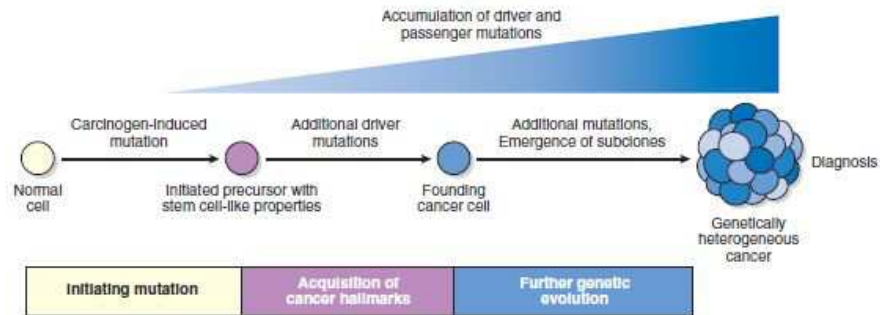 Accumulation of driver and
passenger mutations
Carcinogen-induced
mutation
Additional driver
mutations
Additional mutations,
Emergence of subclones
Diagnosis
Normal
cell
Initiated precursor with
stem cell-like properties
Founding
cancer cell
Genetically
heterogeneous
cancer
Initiating mutation
Acquisition of
cancer hallmarks
Further genetic
evolution